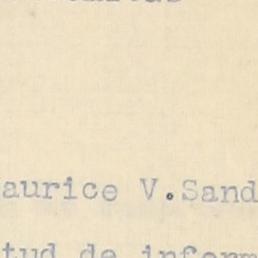 aurice V.Sand
tud de inform